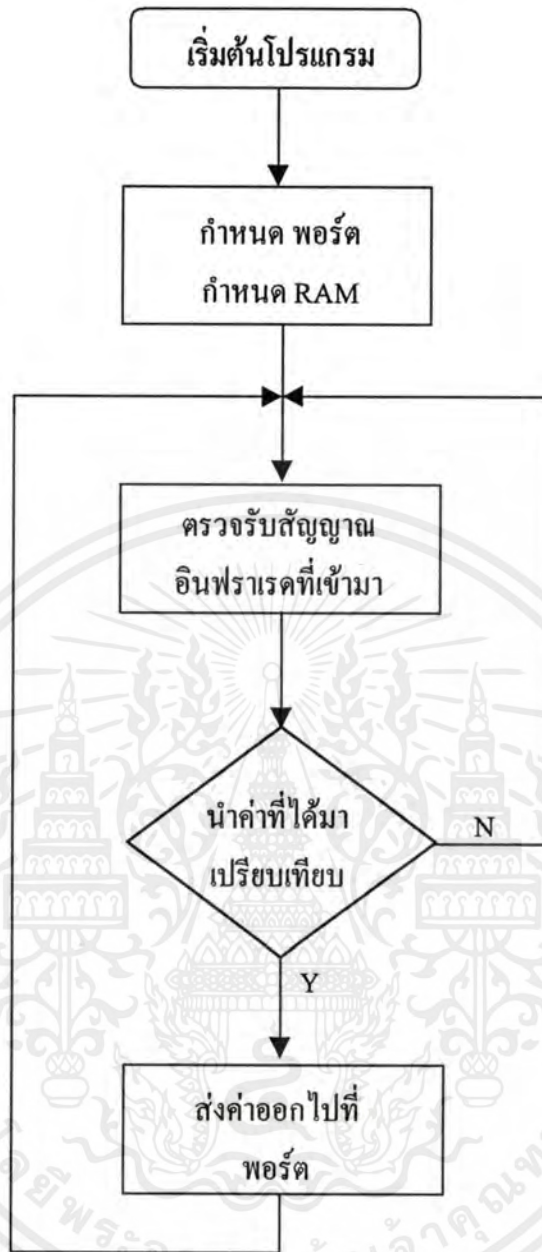 เริ่มต้นโปรแกรม
กำหนด พอร์ต
กำหนด RAM
ตรวจรับสัญญาณ
อินฟราเรดที่เข้ามา
นำค่าที่ได้มา
เปรียบเทียบ
N
Y
ส่งค่าออกไปที่
พอร์ต